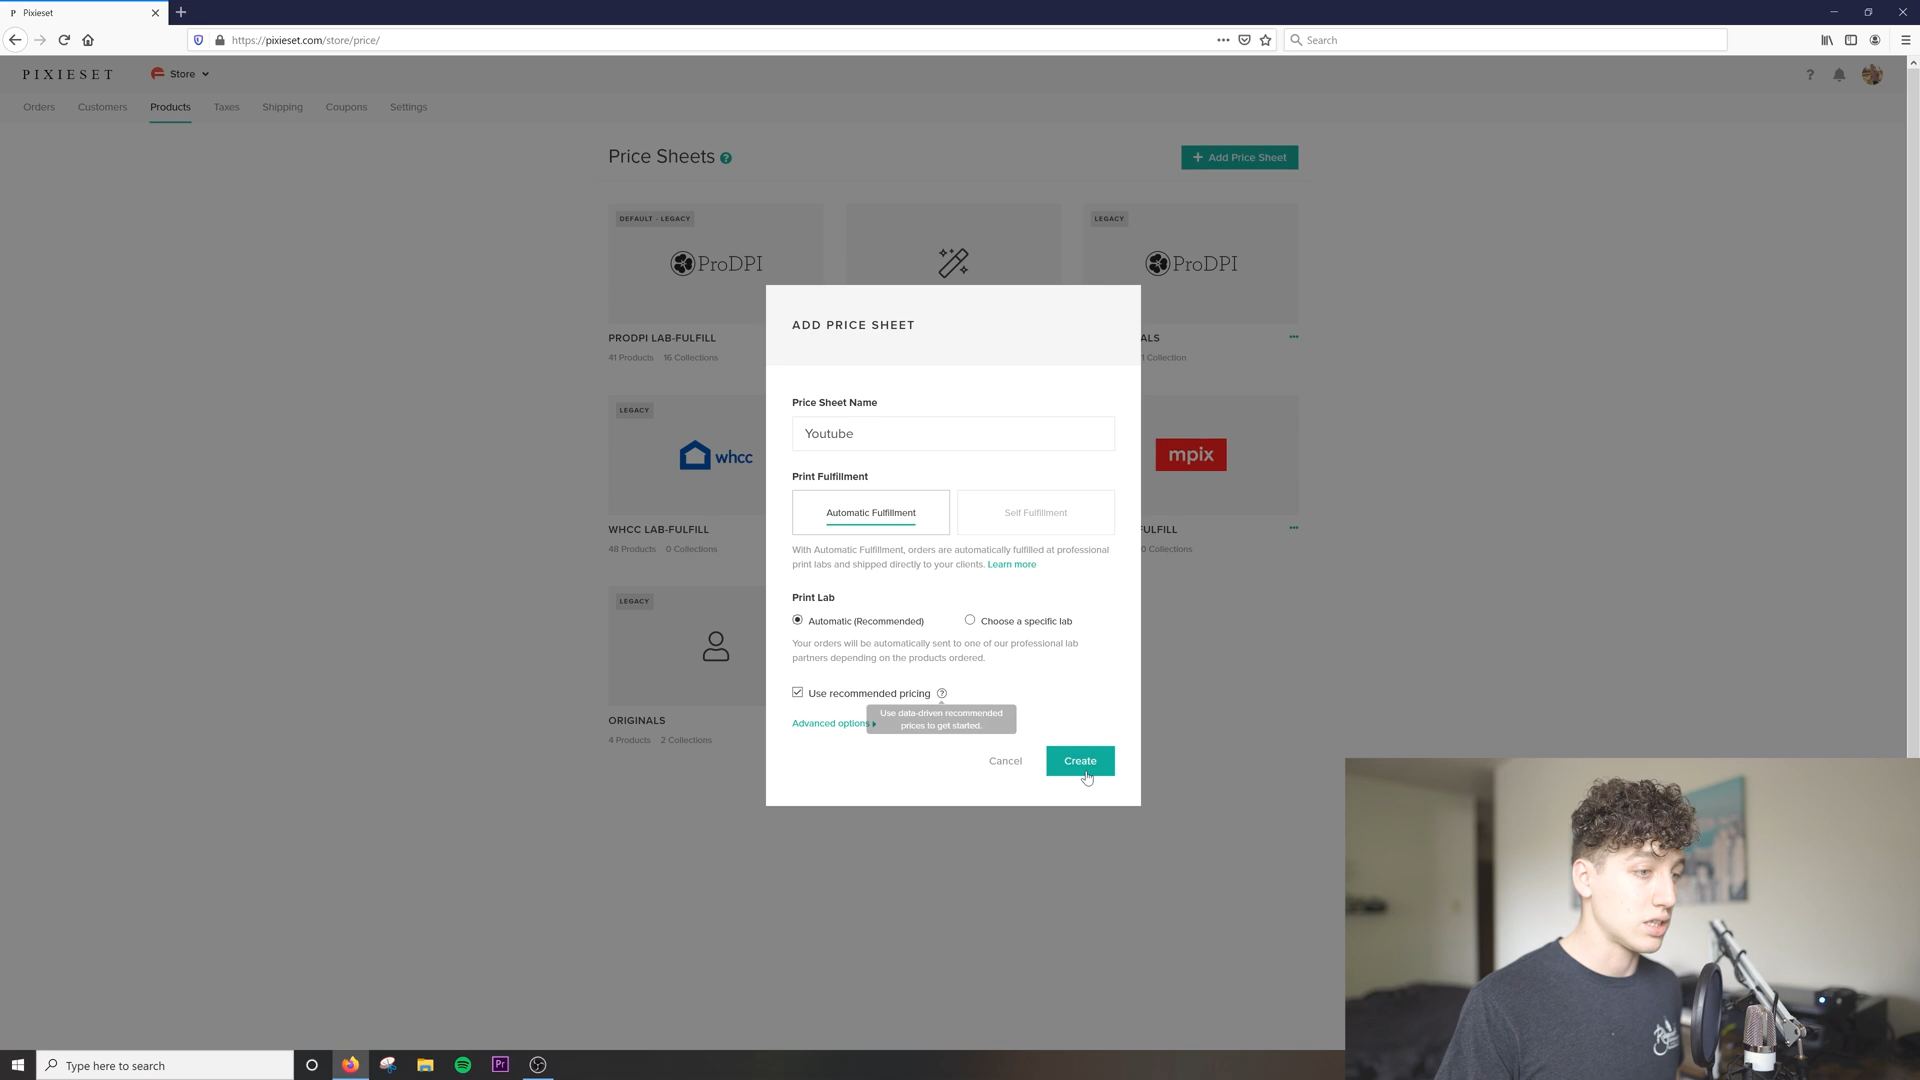 P Pixieset
https://pixieset.com/store/price/
Search
PIXIESET
Store
?
Orders
Customers
Products
Taxes
Shipping
Coupons
Settings
Price Sheets ?
+ Add Price Sheet
DEFAULT - LEGACY
LEGACY
ProDPI
ProDPI
PRODPI LAB-FULFILL
ALS
41 Products 16 Collections
1 Collection
LEGACY
whcc
mpix
WHCC LAB-FULFILL
FULFILL
48 Products 0 Collections
0 Collections
LEGACY
ORIGINALS
4 Products 2 Collections
ADD PRICE SHEET
Price Sheet Name
Youtube
Print Fulfillment
Automatic Fulfillment
Self Fulfillment
With Automatic Fulfillment, orders are automatically fulfilled at professional
print labs and shipped directly to your clients. Learn more
Print Lab
Automatic (Recommended)
Choose a specific lab
Your orders will be automatically sent to one of our professional lab
partners depending on the products ordered.
Use recommended pricing ?
Use data-driven recommended
prices to get started.
Advanced options
Cancel
Create
Type here to search
Pr